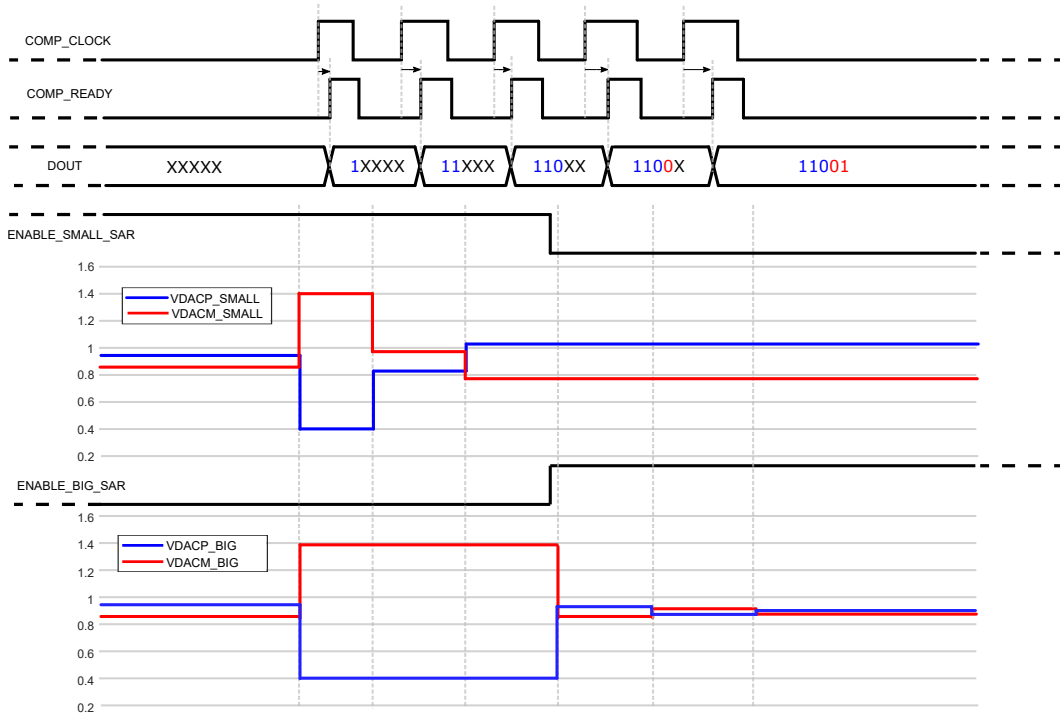 COMP_CLOCK
COMP_READY
DOUT XXXXX 1XXXX 11XXX 110XX 1100X 11001
ENABLE_SMALL_SAR
1.6
1.4
1.2
1
0.8
0.6
0.4
0.2
VDACP_SMALL
VDACM_SMALL
ENABLE_BIG_SAR
1.6
1.4
1.2
1
0.8
0.6
0.4
0.2
VDACP_BIG
VDACM_BIG